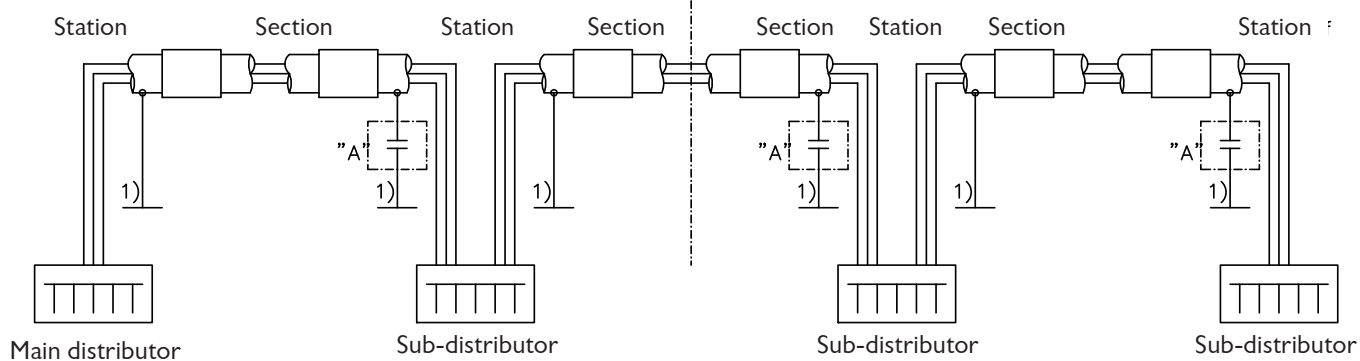 Station Section Station Section Section Station Section Station
"A" "A" "A"
1) 1) 1) 1) 1) 1)
Main distributor Sub-distributor Sub-distributor Sub-distributor